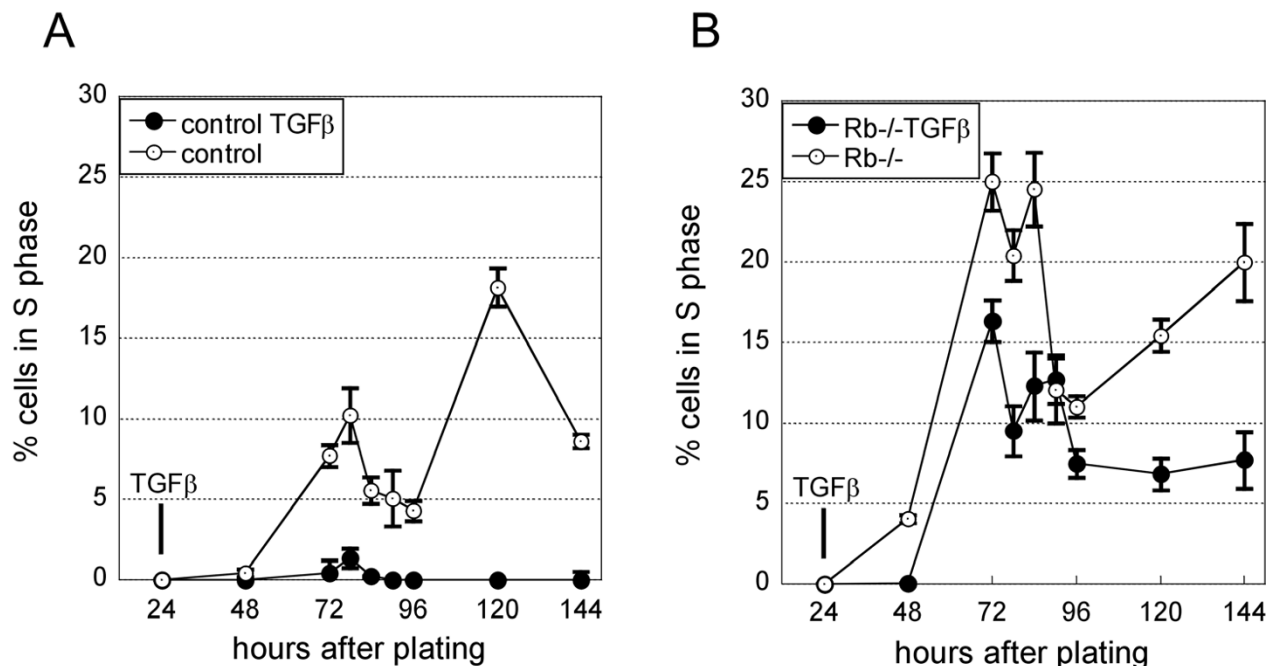 A
% cells in S phase
30
25
20
15
10
5
0
control TGFβ
control
TGFβ
24 48 72 96 120 144
hours after plating
B
% cells in S phase
30
25
20
15
10
5
0
Rb-/-TGFβ
Rb-/-
TGFβ
24 48 72 96 120 144
hours after plating